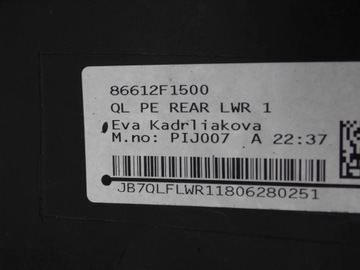 86612F1500
QL PE REAR LWR 1
Eva Kadrliakova
M.no: PIJ007 A 22:37
JB7QLFLWR11806280251